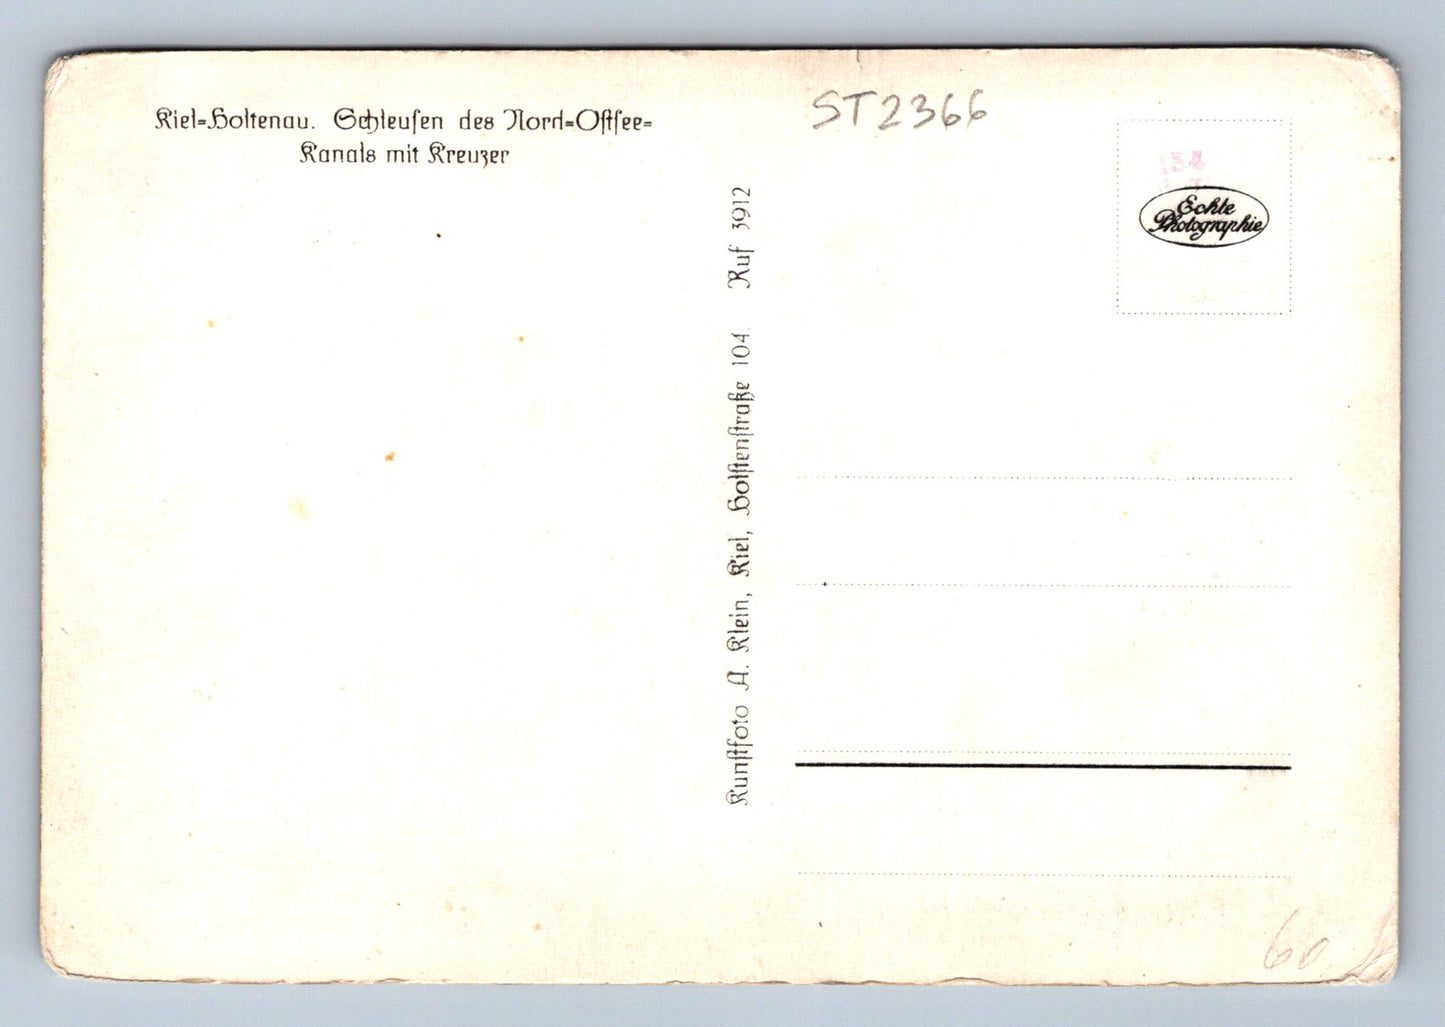 Kiel=Holtenau. Schleuſen des Nord=Oſtſee=
Kanals mit Kreuzer
ST2366
54
Echte
Photographie
Kunſtfoto A. Klein, Kiel, Holſtenſtraße 104. Ruf 3912
60